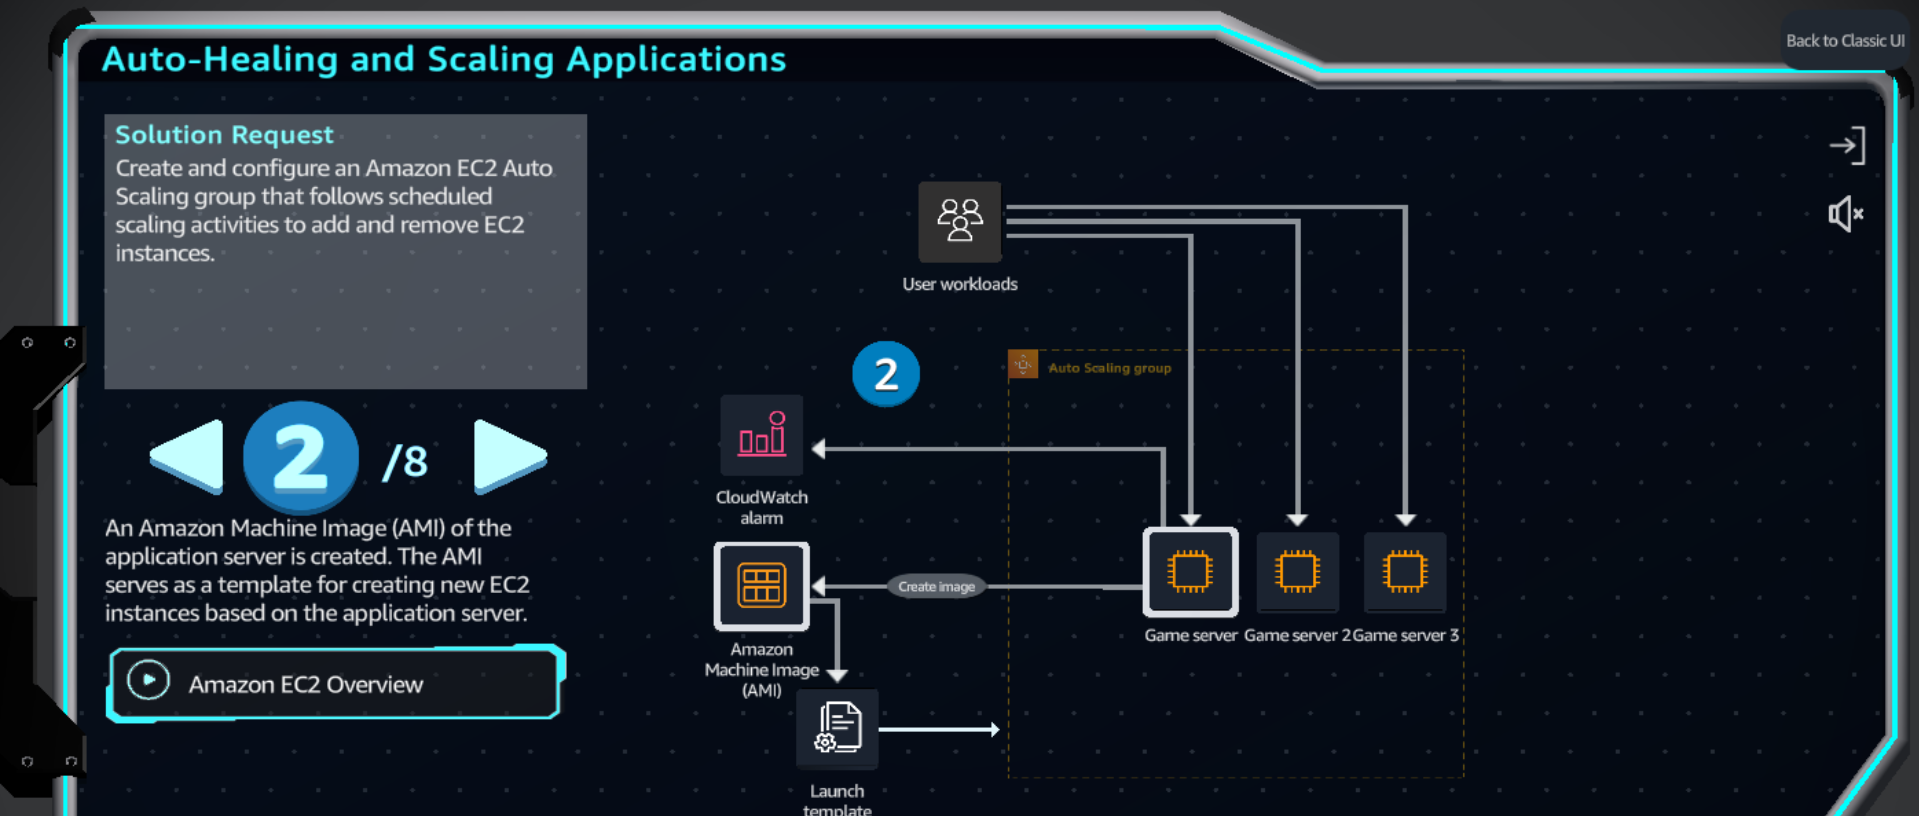 Back to Classic UI
Auto-Healing and Scaling Applications
Solution Request
Create and configure an Amazon EC2 Auto
Scaling group that follows scheduled
scaling activities to add and remove EC2
instances.
User workloads
2
Auto Scaling group
2
/8
CloudWatch
alarm
An Amazon Machine Image (AMI) of the
application server is created. The AMI
serves as a template for creating new EC2
instances based on the application server.
Create image
Game server
Game server 2
Game server 3
Amazon
Machine Image
(AMI)
Amazon EC2 Overview
Launch
template